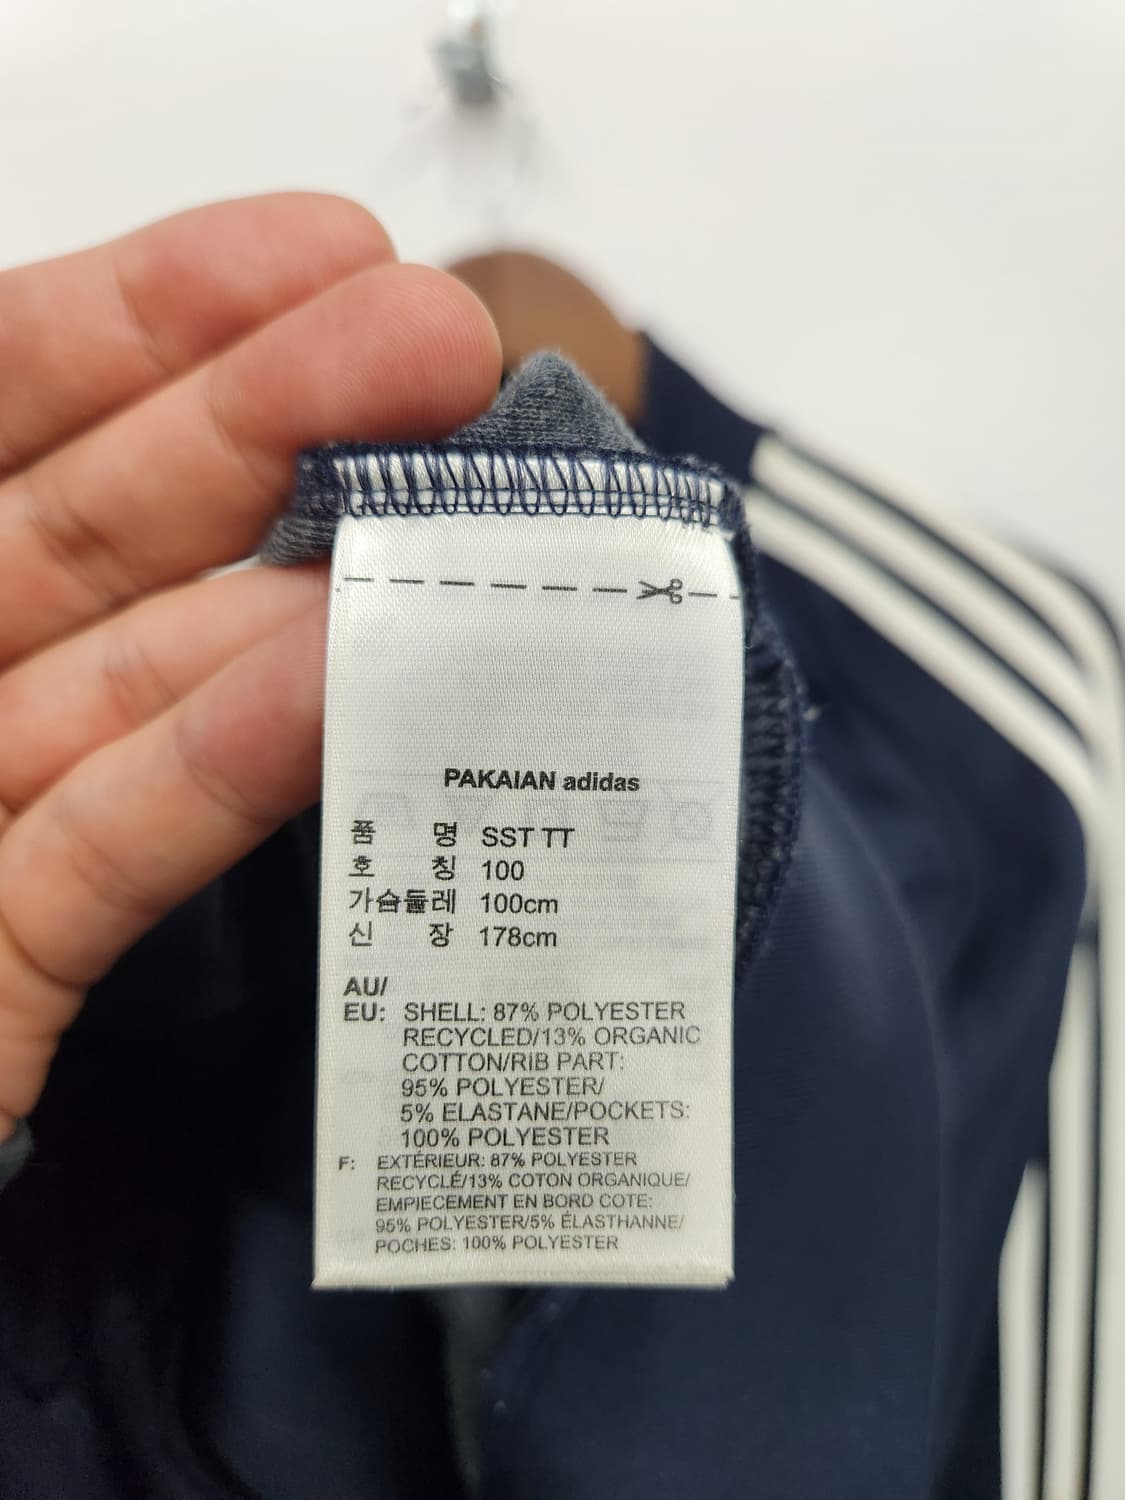 PAKAIAN adidas
품 명 SST TT
호 칭 100
가슴둘레 100cm
신 장 178cm
AU/
EU: SHELL: 87% POLYESTER
RECYCLED/13% ORGANIC
COTTON/RIB PART:
95% POLYESTER/
5% ELASTANE/POCKETS:
100% POLYESTER
F: EXTÉRIEUR: 87% POLYESTER
RECYCLÉ/13% COTON ORGANIQUE/
EMPIECEMENT EN BORD COTE:
95% POLYESTER/5% ÉLASTHANNE/
POCHES: 100% POLYESTER